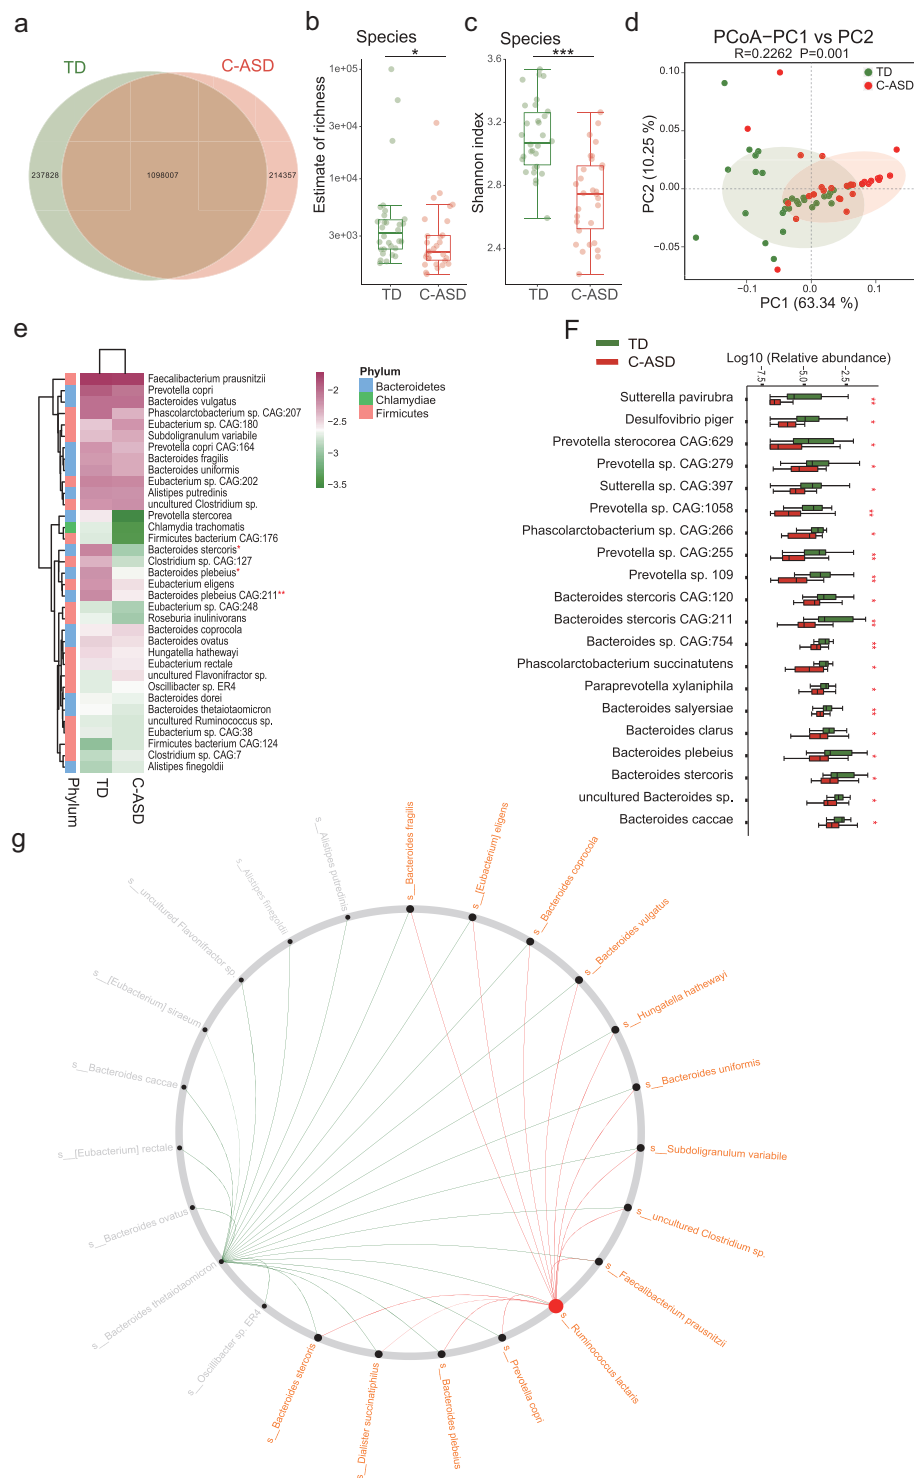 a
TD
C-ASD
237828
1098007
214357
b
Species
*
Estimate of richness
1e+05
3e+04
1e+04
3e+03
TD
C-ASD
c
Species
***
Shannon index
3.6
3.2
2.8
2.4
TD
C-ASD
d
PCoA-PC1 vs PC2
R=0.2262 P=0.001
TD
C-ASD
PC2 (10.25 %)
0.10
0.05
0.00
-0.05
-0.1
0.0
0.1
PC1 (63.34 %)
e
Faecalibacterium prausnitzii
Prevotella copri
Bacteroides vulgatus
Phascolarctobacterium sp. CAG:207
Eubacterium sp. CAG:180
Subdoligranulum variabile
Prevotella copri CAG:164
Bacteroides fragilis
Bacteroides uniformis
Eubacterium sp. CAG:202
Alistipes putredinis
uncultured Clostridium sp.
Prevotella stercorea
Chlamydia trachomatis
Firmicutes bacterium CAG:176
Bacteroides stercoris*
Clostridium sp. CAG:127
Bacteroides plebeius*
Eubacterium eligens
Bacteroides plebeius CAG:211**
Eubacterium sp. CAG:248
Roseburia inulinivorans
Bacteroides coprocola
Bacteroides ovatus
Hungatella hathewayi
Eubacterium rectale
uncultured Flavonifractor sp.
Oscillibacter sp. ER4
Bacteroides dorei
Bacteroides thetaiotaomicron
uncultured Ruminococcus sp.
Eubacterium sp. CAG:38
Firmicutes bacterium CAG:124
Clostridium sp. CAG:7
Alistipes finegoldii
Phylum
TD
C-ASD
-2
-2.5
-3
-3.5
Phylum
Bacteroidetes
Chlamydiae
Firmicutes
F
TD
C-ASD
Log10 (Relative abundance)
-7.5
-5.0
-2.5
Sutterella pavirubra
**
Desulfovibrio piger
*
Prevotella sterocorea CAG:629
*
Prevotella sp. CAG:279
*
Sutterella sp. CAG:397
*
Prevotella sp. CAG:1058
**
Phascolarctobacterium sp. CAG:266
*
Prevotella sp. CAG:255
**
Prevotella sp. 109
**
Bacteroides stercoris CAG:120
*
Bacteroides stercoris CAG:211
**
Bacteroides sp. CAG:754
**
Phascolarctobacterium succinatutens
*
Paraprevotella xylaniphila
*
Bacteroides salyersiae
**
Bacteroides clarus
*
Bacteroides plebeius
*
Bacteroides stercoris
*
uncultured Bacteroides sp.
*
Bacteroides caccae
*
g
s__Bacteroides fragilis
s__[Eubacterium] eligens
s__Bacteroides coprocola
s__Bacteroides vulgatus
s__Hungatella hathewayi
s__Bacteroides uniformis
s__Subdoligranulum variabile
s__uncultured Clostridium sp.
s__Faecalibacterium prausnitzii
s__Ruminococcus lactaris
s__Prevotella copri
s__Bacteroides plebeius
s__Dialister succinatiphilus
s__Bacteroides stercoris
s__Oscillibacter sp. ER4
s__Bacteroides thetaiotaomicron
s__Bacteroides ovatus
s__[Eubacterium] rectale
s__Bacteroides caccae
s__[Eubacterium] siraeum
s__uncultured Flavonifractor sp.
s__Alistipes finegoldii
s__Alistipes putredinis